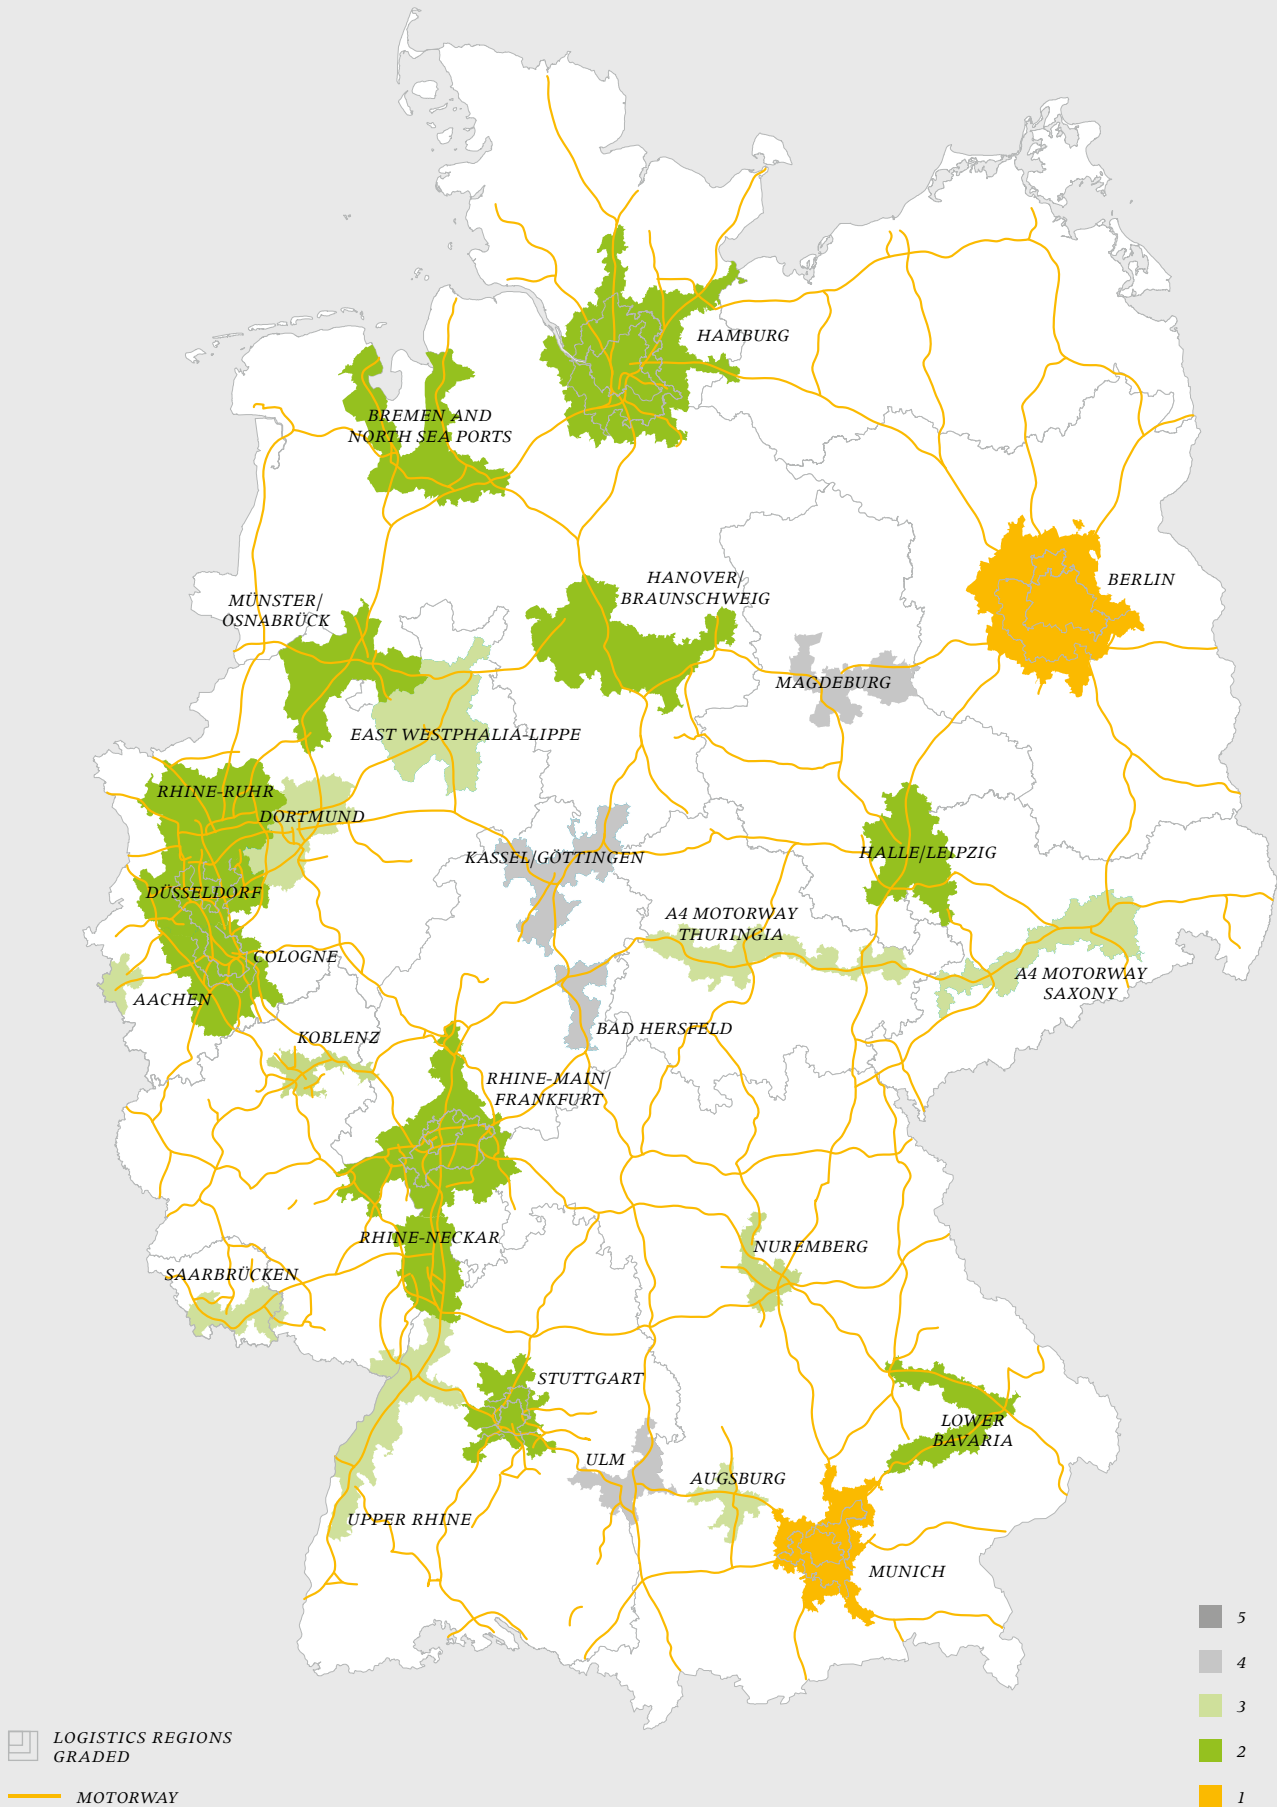 HAMBURG
BREMEN AND
NORTH SEA PORTS
HANOVER/
BRAUNSCHWEIG
BERLIN
MÜNSTER/
OSNABRÜCK
MAGDEBURG
EAST WESTPHALIA-LIPPE
RHINE-RUHR
DORTMUND
KASSEL/GÖTTINGEN
HALLE/LEIPZIG
DÜSSELDORF
A4 MOTORWAY
THURINGIA
COLOGNE
A4 MOTORWAY
SAXONY
AACHEN
BAD HERSFELD
KOBLENZ
RHINE-MAIN/
FRANKFURT
RHINE-NECKAR
NUREMBERG
SAARBRÜCKEN
STUTTGART
LOWER
BAVARIA
ULM
AUGSBURG
UPPER RHINE
MUNICH
5
4
3
2
1
LOGISTICS REGIONS
GRADED
MOTORWAY